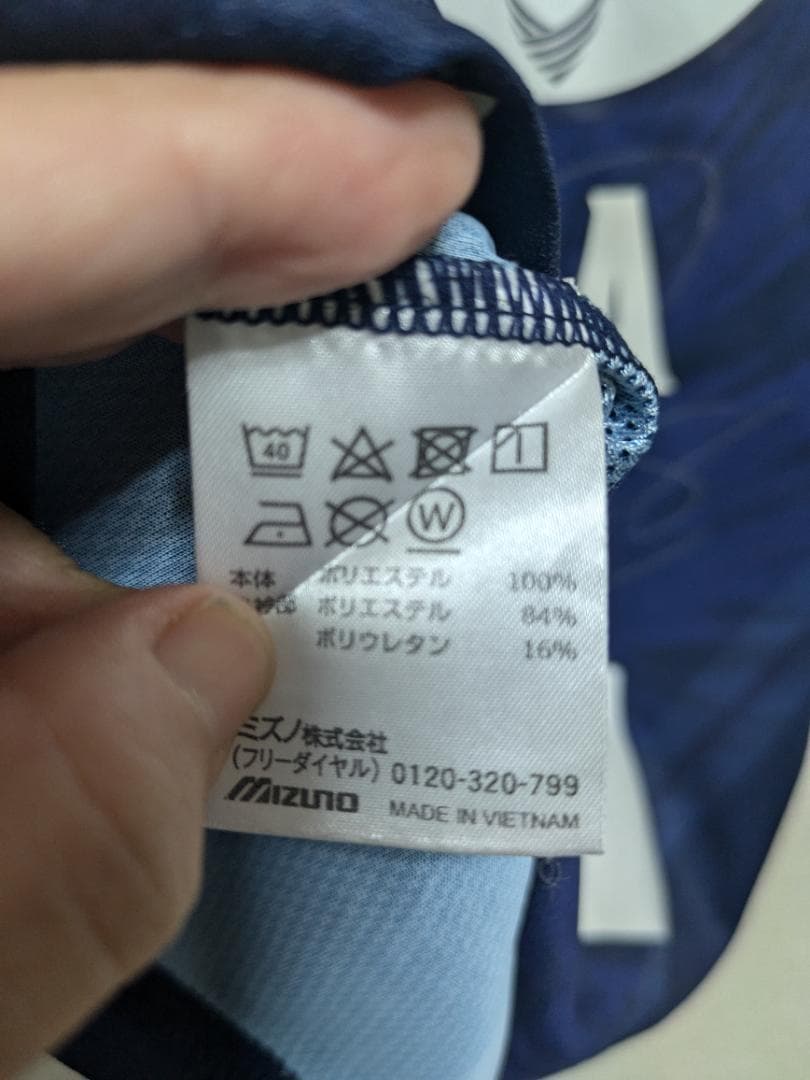 40
W
本体 ポリエステル 100%
ポリエステル 84%
ポリウレタン 16%
ミズノ株式会社
(フリーダイヤル) 0120-320-799
MIZUNO MADE IN VIETNAM